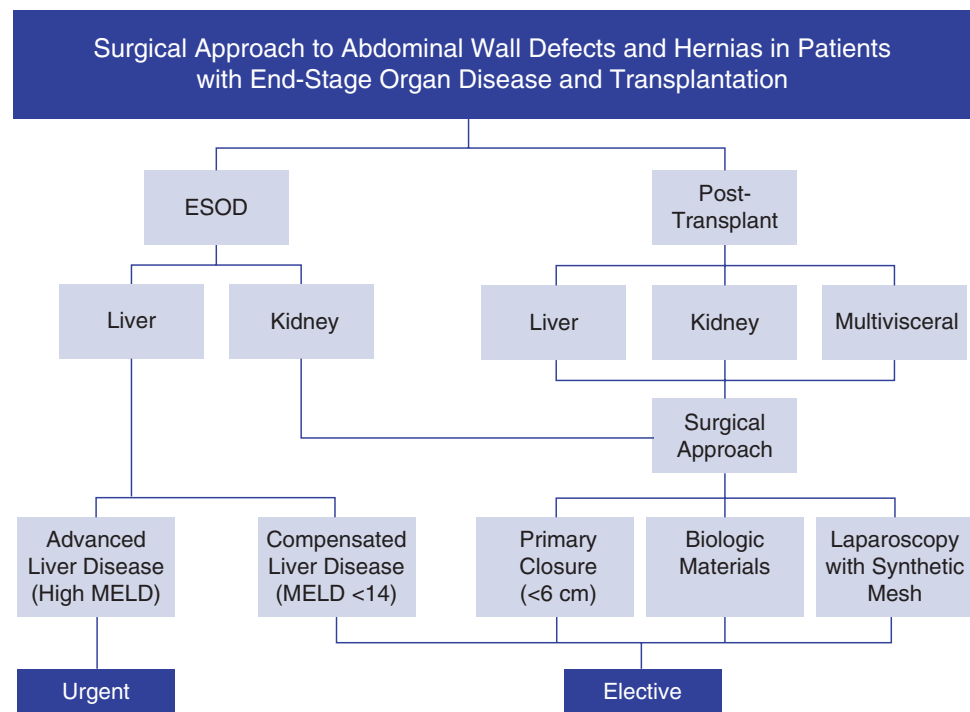 Surgical Approach to Abdominal Wall Defects and Hernias in Patients
with End-Stage Organ Disease and Transplantation
ESOD
Post-
Transplant
Liver
Kidney
Liver
Kidney
Multivisceral
Surgical
Approach
Advanced
Liver Disease
(High MELD)
Compensated
Liver Disease
(MELD <14)
Primary
Closure
(<6 cm)
Biologic
Materials
Laparoscopy
with Synthetic
Mesh
Urgent
Elective